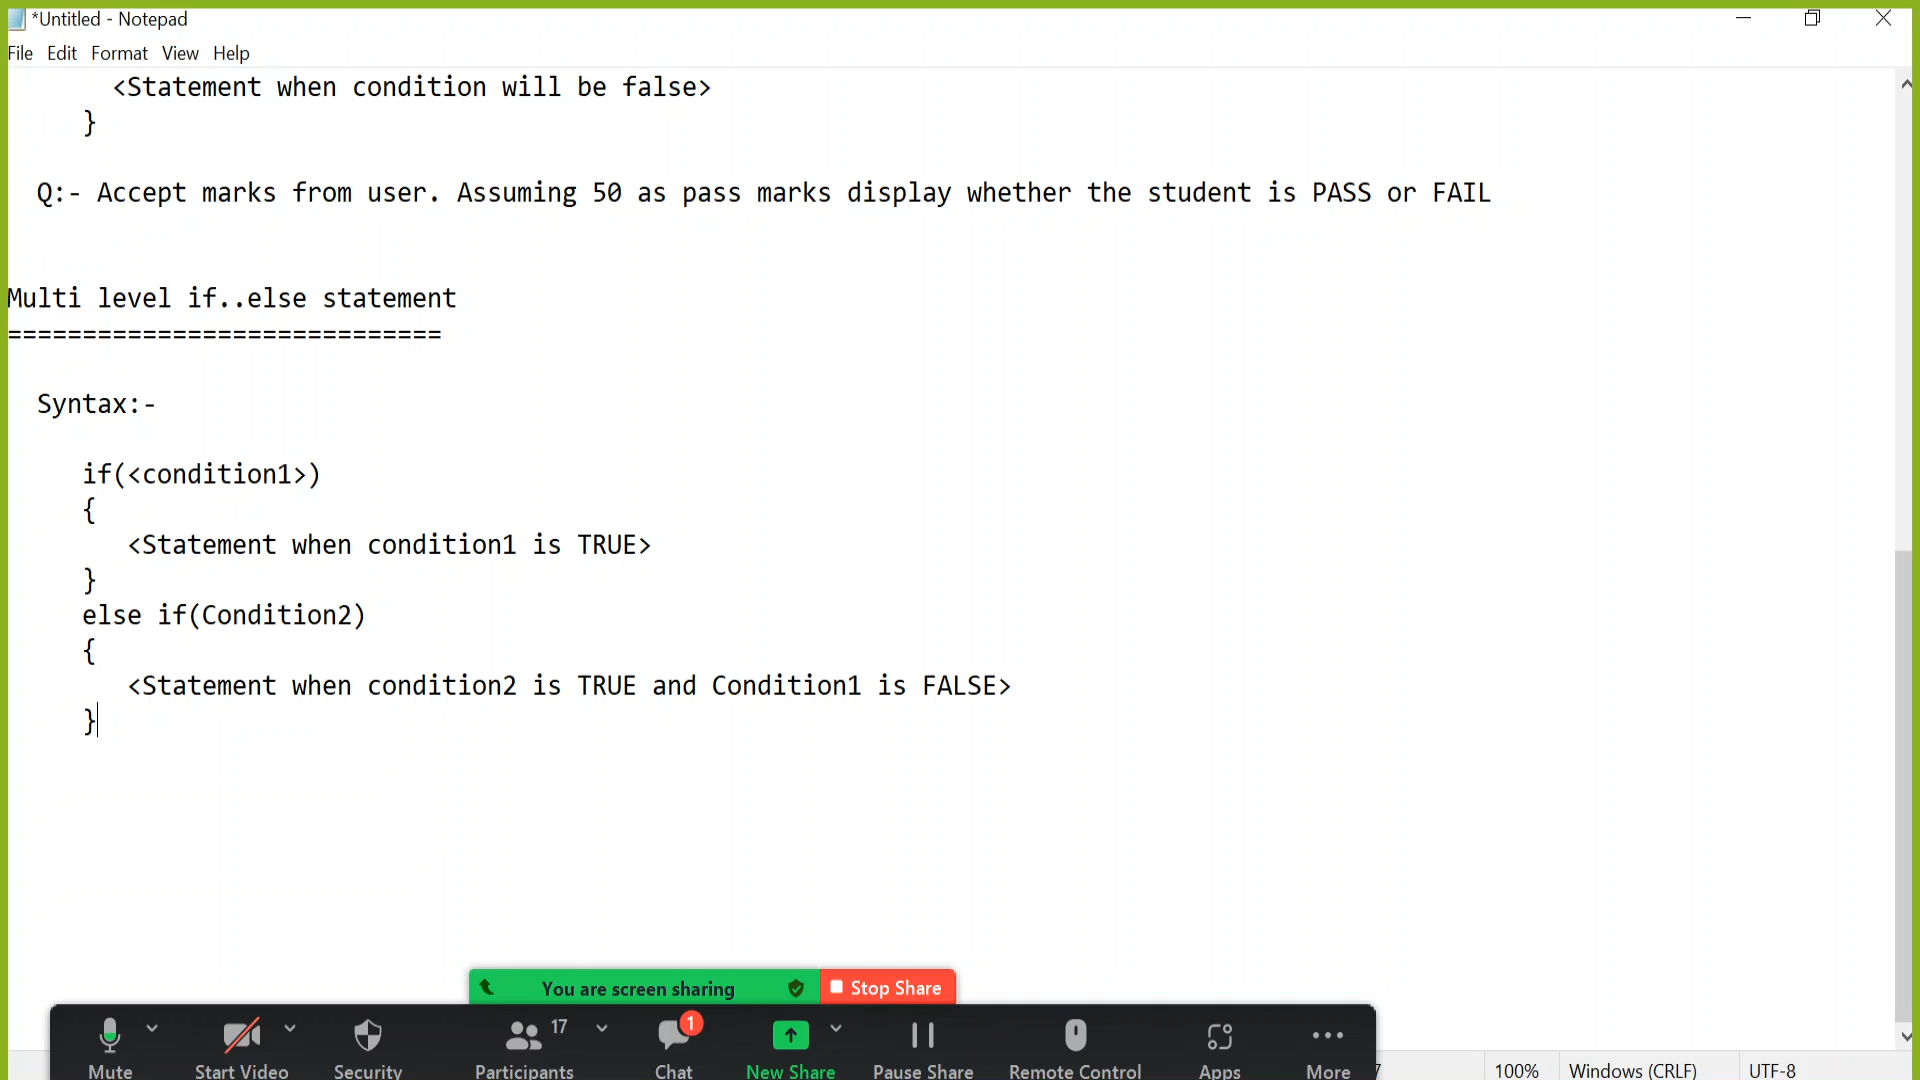 *Untitled - Notepad
File Edit Format View Help
<Statement when condition will be false>
}
Q:- Accept marks from user. Assuming 50 as pass marks display whether the student is PASS or FAIL
Multi level if..else statement
=============================
Syntax:-
if(<condition1>)
{
<Statement when condition1 is TRUE>
}
else if(Condition2)
{
<Statement when condition2 is TRUE and Condition1 is FALSE>
}
You are screen sharing Stop Share
17 1
Mute Start Video Security Participants Chat New Share Pause Share Remote Control Apps More 100% Windows (CRLF) UTF-8